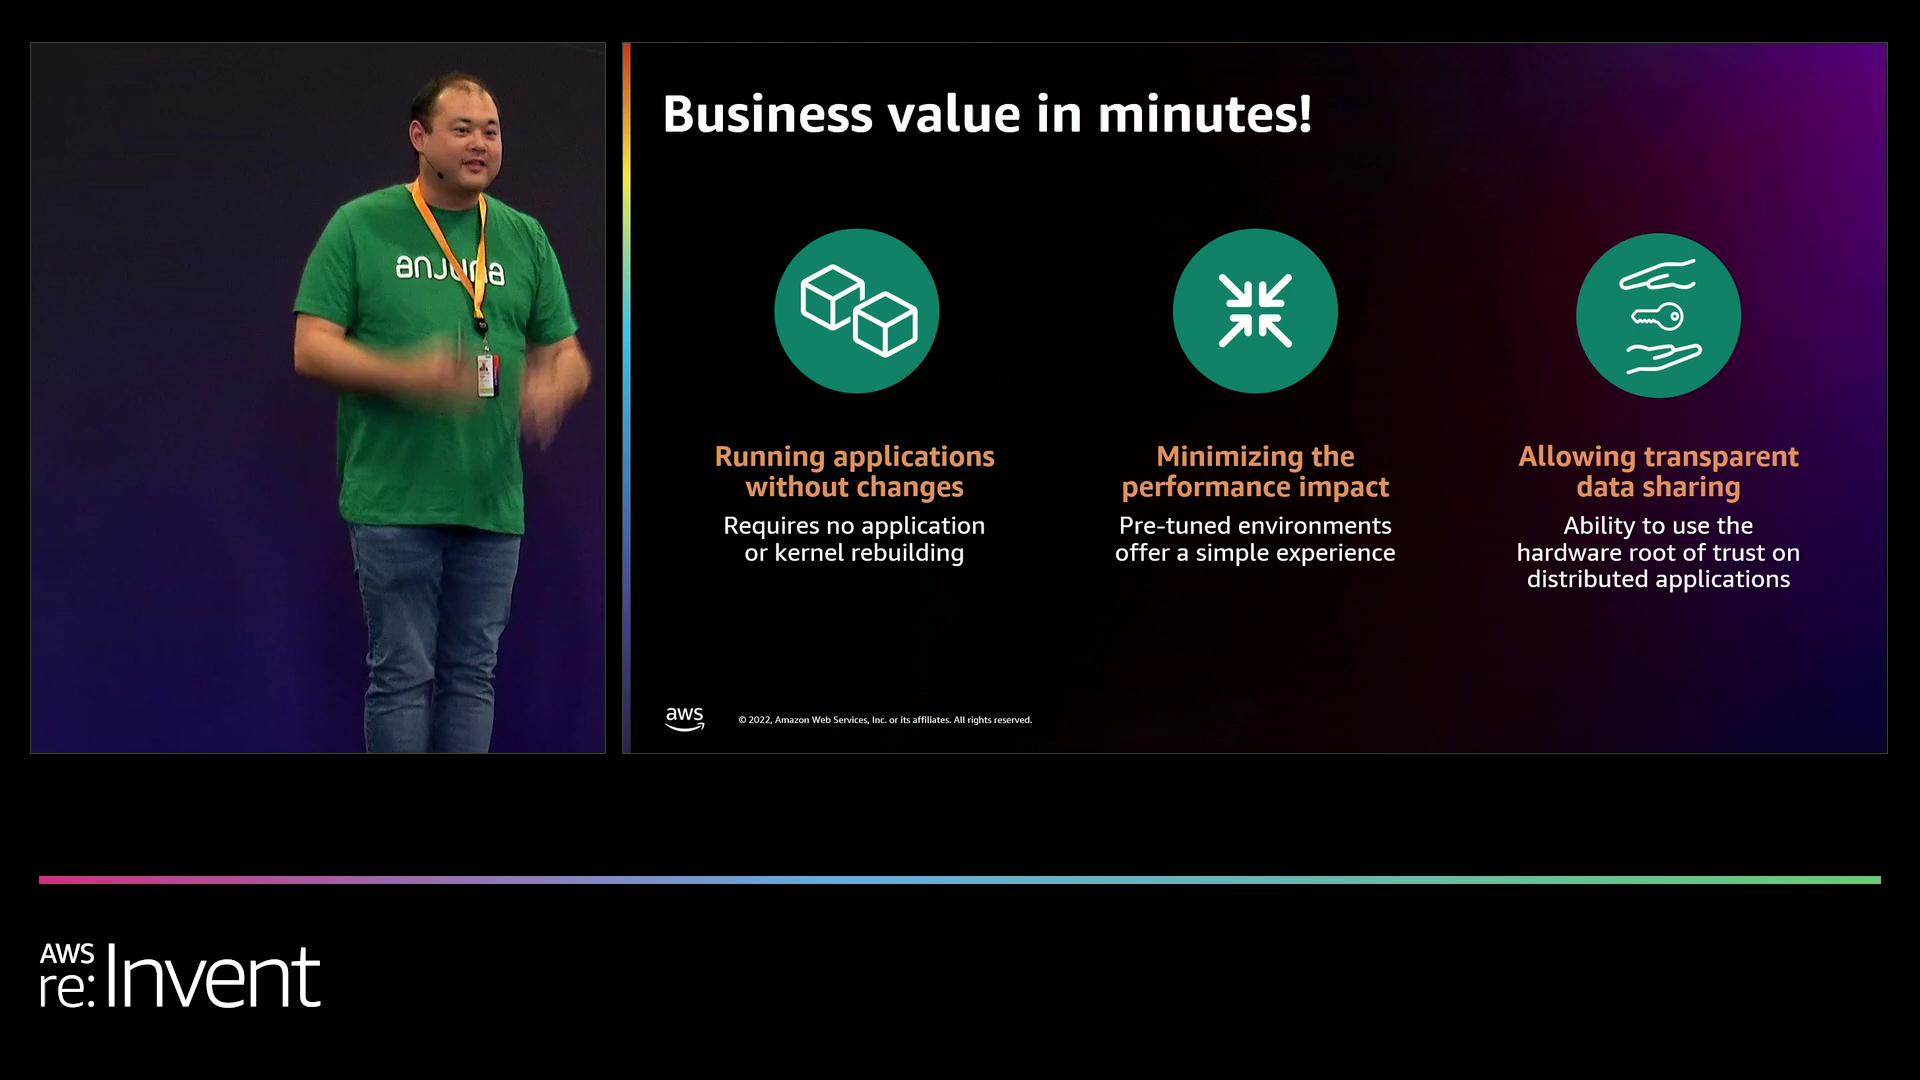 anjuna
Business value in minutes!
Running applications
without changes
Requires no application
or kernel rebuilding
Minimizing the
performance impact
Pre-tuned environments
offer a simple experience
Allowing transparent
data sharing
Ability to use the
hardware root of trust on
distributed applications
aws
© 2022, Amazon Web Services, Inc. or its affiliates. All rights reserved.
AWS
re:Invent